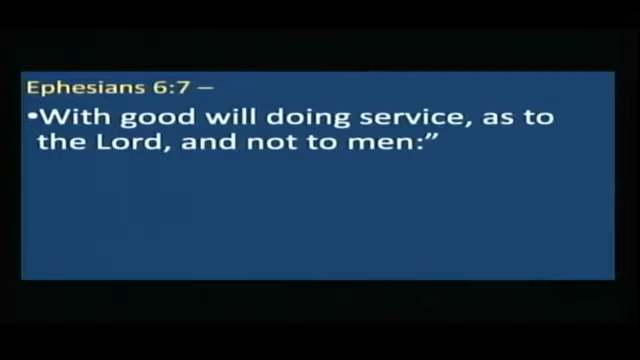 Ephesians 6:7 –
•With good will doing service, as to
the Lord, and not to men:”